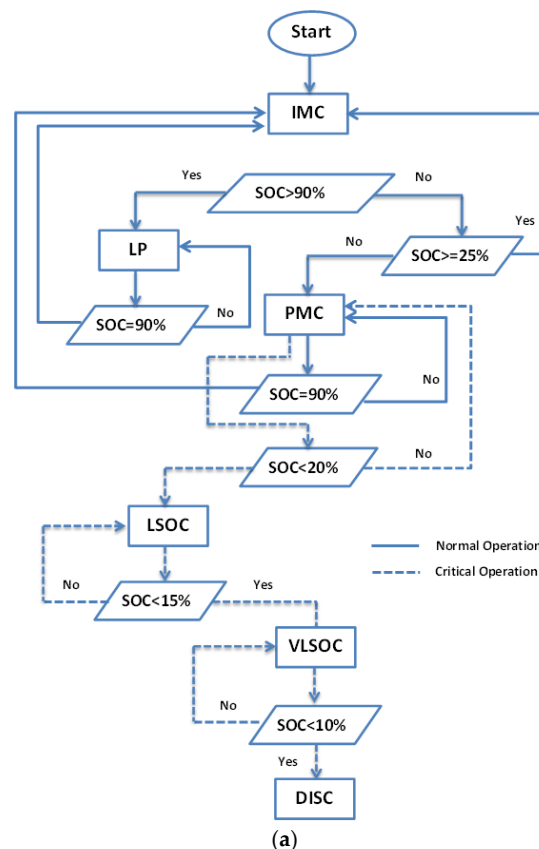 Start
IMC
Yes
SOC>90%
No
LP
No
SOC>=25%
Yes
SOC=90%
No
PMC
SOC=90%
No
SOC<20%
No
LSOC
Normal Operation
No
SOC<15%
Yes
Critical Operation
VLSOC
No
SOC<10%
Yes
DISC
(a)